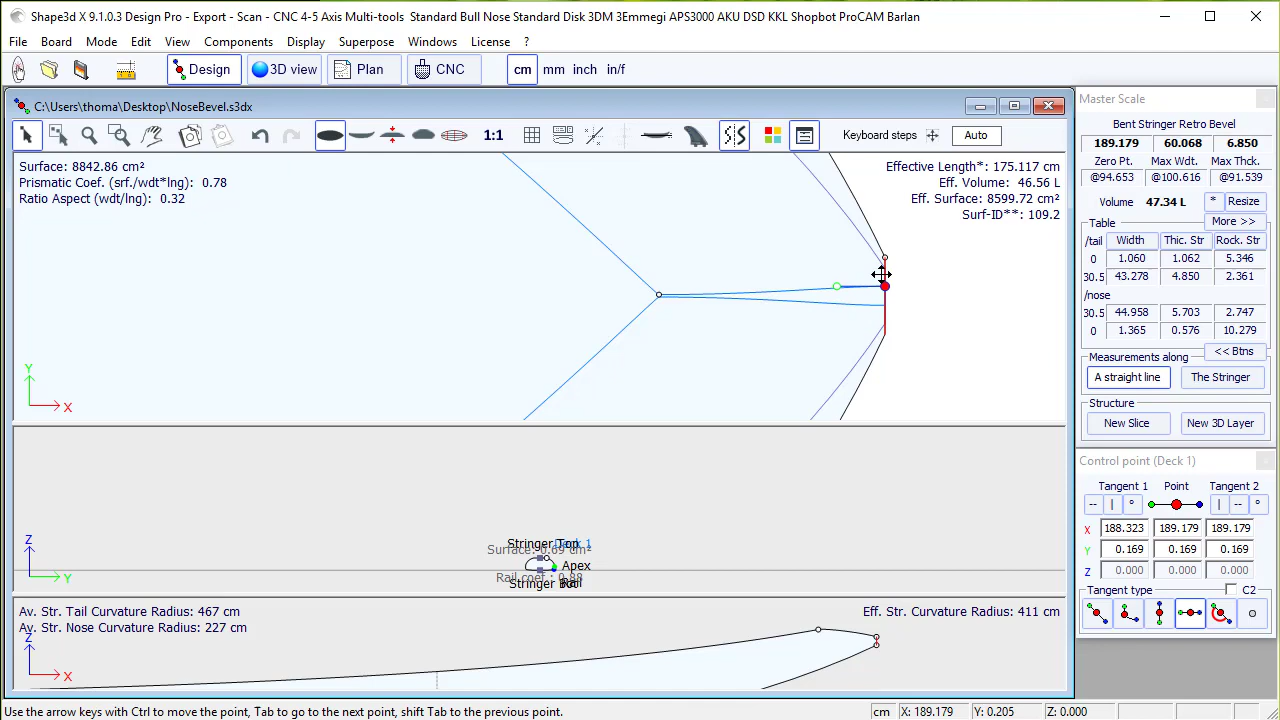 Shape3d X 9.1.0.3 Design Pro - Export - Scan - CNC 4-5 Axis Multi-tools  Standard Bull Nose Standard Disk 3DM 3Emmegi APS3000 AKU DSD KKL Shopbot ProCAM Barlan
File Board Mode Edit View Components Display Superpose Windows License ?
Design 3D view Plan CNC cm mm inch in/f
C:\Users\thoma\Desktop\NoseBevel.s3dx
1:1 Keyboard steps Auto
Surface: 8842.86 cm²
Prismatic Coef. (srf./wdt*lng): 0.78
Ratio Aspect (wdt/lng): 0.32
Effective Length*: 175.117 cm
Eff. Volume: 46.56 L
Eff. Surface: 8599.72 cm²
Surf-ID**: 109.2
Y
X
Stringer Top
Surface: 0.69 cm²
Apex
Rail coef.: 0.88
Stringer Bot
Z
Y
Av. Str. Tail Curvature Radius: 467 cm
Av. Str. Nose Curvature Radius: 227 cm
Eff. Str. Curvature Radius: 411 cm
Z
X
Master Scale
Bent Stringer Retro Bevel
189.179 60.068 6.850
Zero Pt. Max Wdt. Max Thck.
@94.653 @100.616 @91.539
Volume 47.34 L * Resize
Table More >>
/tail Width Thic. Str Rock. Str
0 1.060 1.062 5.346
30.5 43.278 4.850 2.361
/nose
30.5 44.958 5.703 2.747
0 1.365 0.576 10.279
<< Btns
Measurements along
A straight line The Stringer
Structure
New Slice New 3D Layer
Control point (Deck 1)
Tangent 1 Point Tangent 2
-- | ° | -- °
X 188.323 189.179 189.179
Y 0.169 0.169 0.169
Z 0.000 0.000 0.000
Tangent type C2
Use the arrow keys with Ctrl to move the point, Tab to go to the next point, shift Tab to the previous point.
cm X: 189.179 Y: 0.205 Z: 0.000